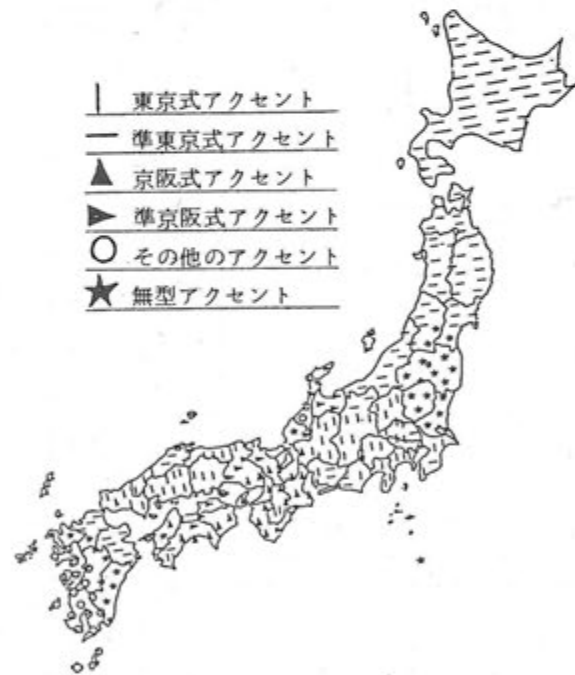 東京式アクセント
準東京式アクセント
京阪式アクセント
準京阪式アクセント
その他のアクセント
無型アクセント